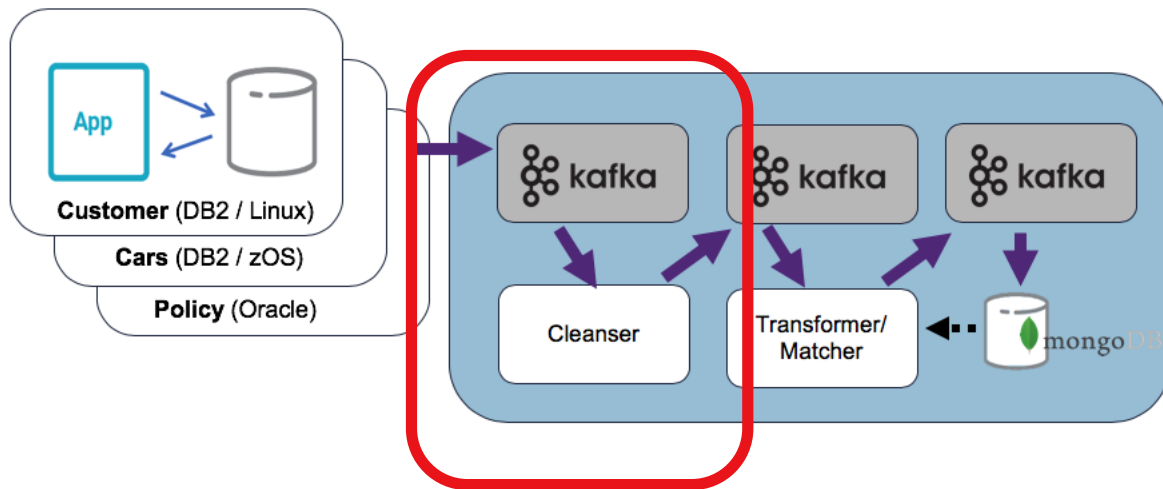 App
Customer (DB2 / Linux)
Cars (DB2 / zOS)
Policy (Oracle)
kafka
kafka
kafka
Cleanser
Transformer/
Matcher
mongoDB